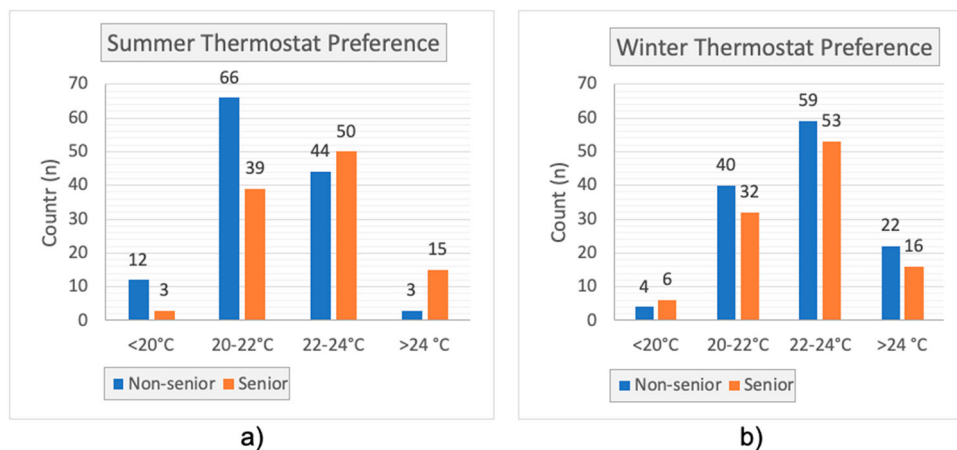 Summer Thermostat Preference
Countr (n)
70
60
50
40
30
20
10
0
12
3
66
39
44
50
3
15
<20°C
20-22°C
22-24°C
>24 °C
Non-senior
Senior
a)
Winter Thermostat Preference
Count (n)
70
60
50
40
30
20
10
0
4
6
40
32
59
53
22
16
<20°C
20-22°C
22-24°C
>24 °C
Non-senior
Senior
b)